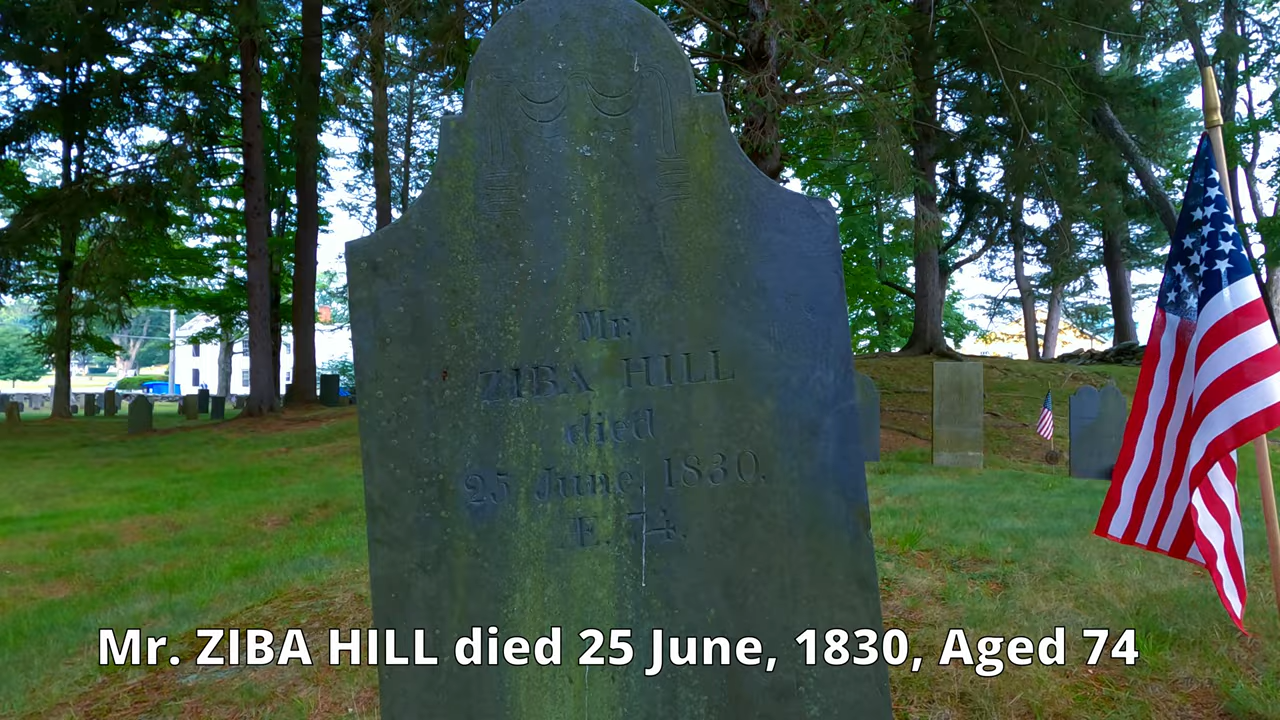 Mr.
ZIBA HILL
died
25 June, 1830.
Æ. 74.
Mr. ZIBA HILL died 25 June, 1830, Aged 74